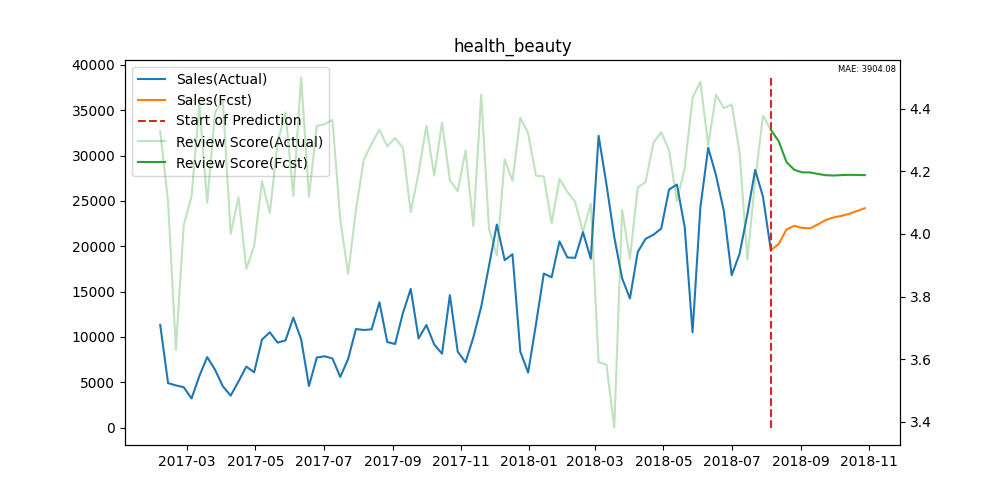 health_beauty
MAE: 3904.08
Sales(Actual)
Sales(Fcst)
Start of Prediction
Review Score(Actual)
Review Score(Fcst)
40000
35000
30000
25000
20000
15000
10000
5000
0
4.4
4.2
4.0
3.8
3.6
3.4
2017-03 2017-05 2017-07 2017-09 2017-11 2018-01 2018-03 2018-05 2018-07 2018-09 2018-11